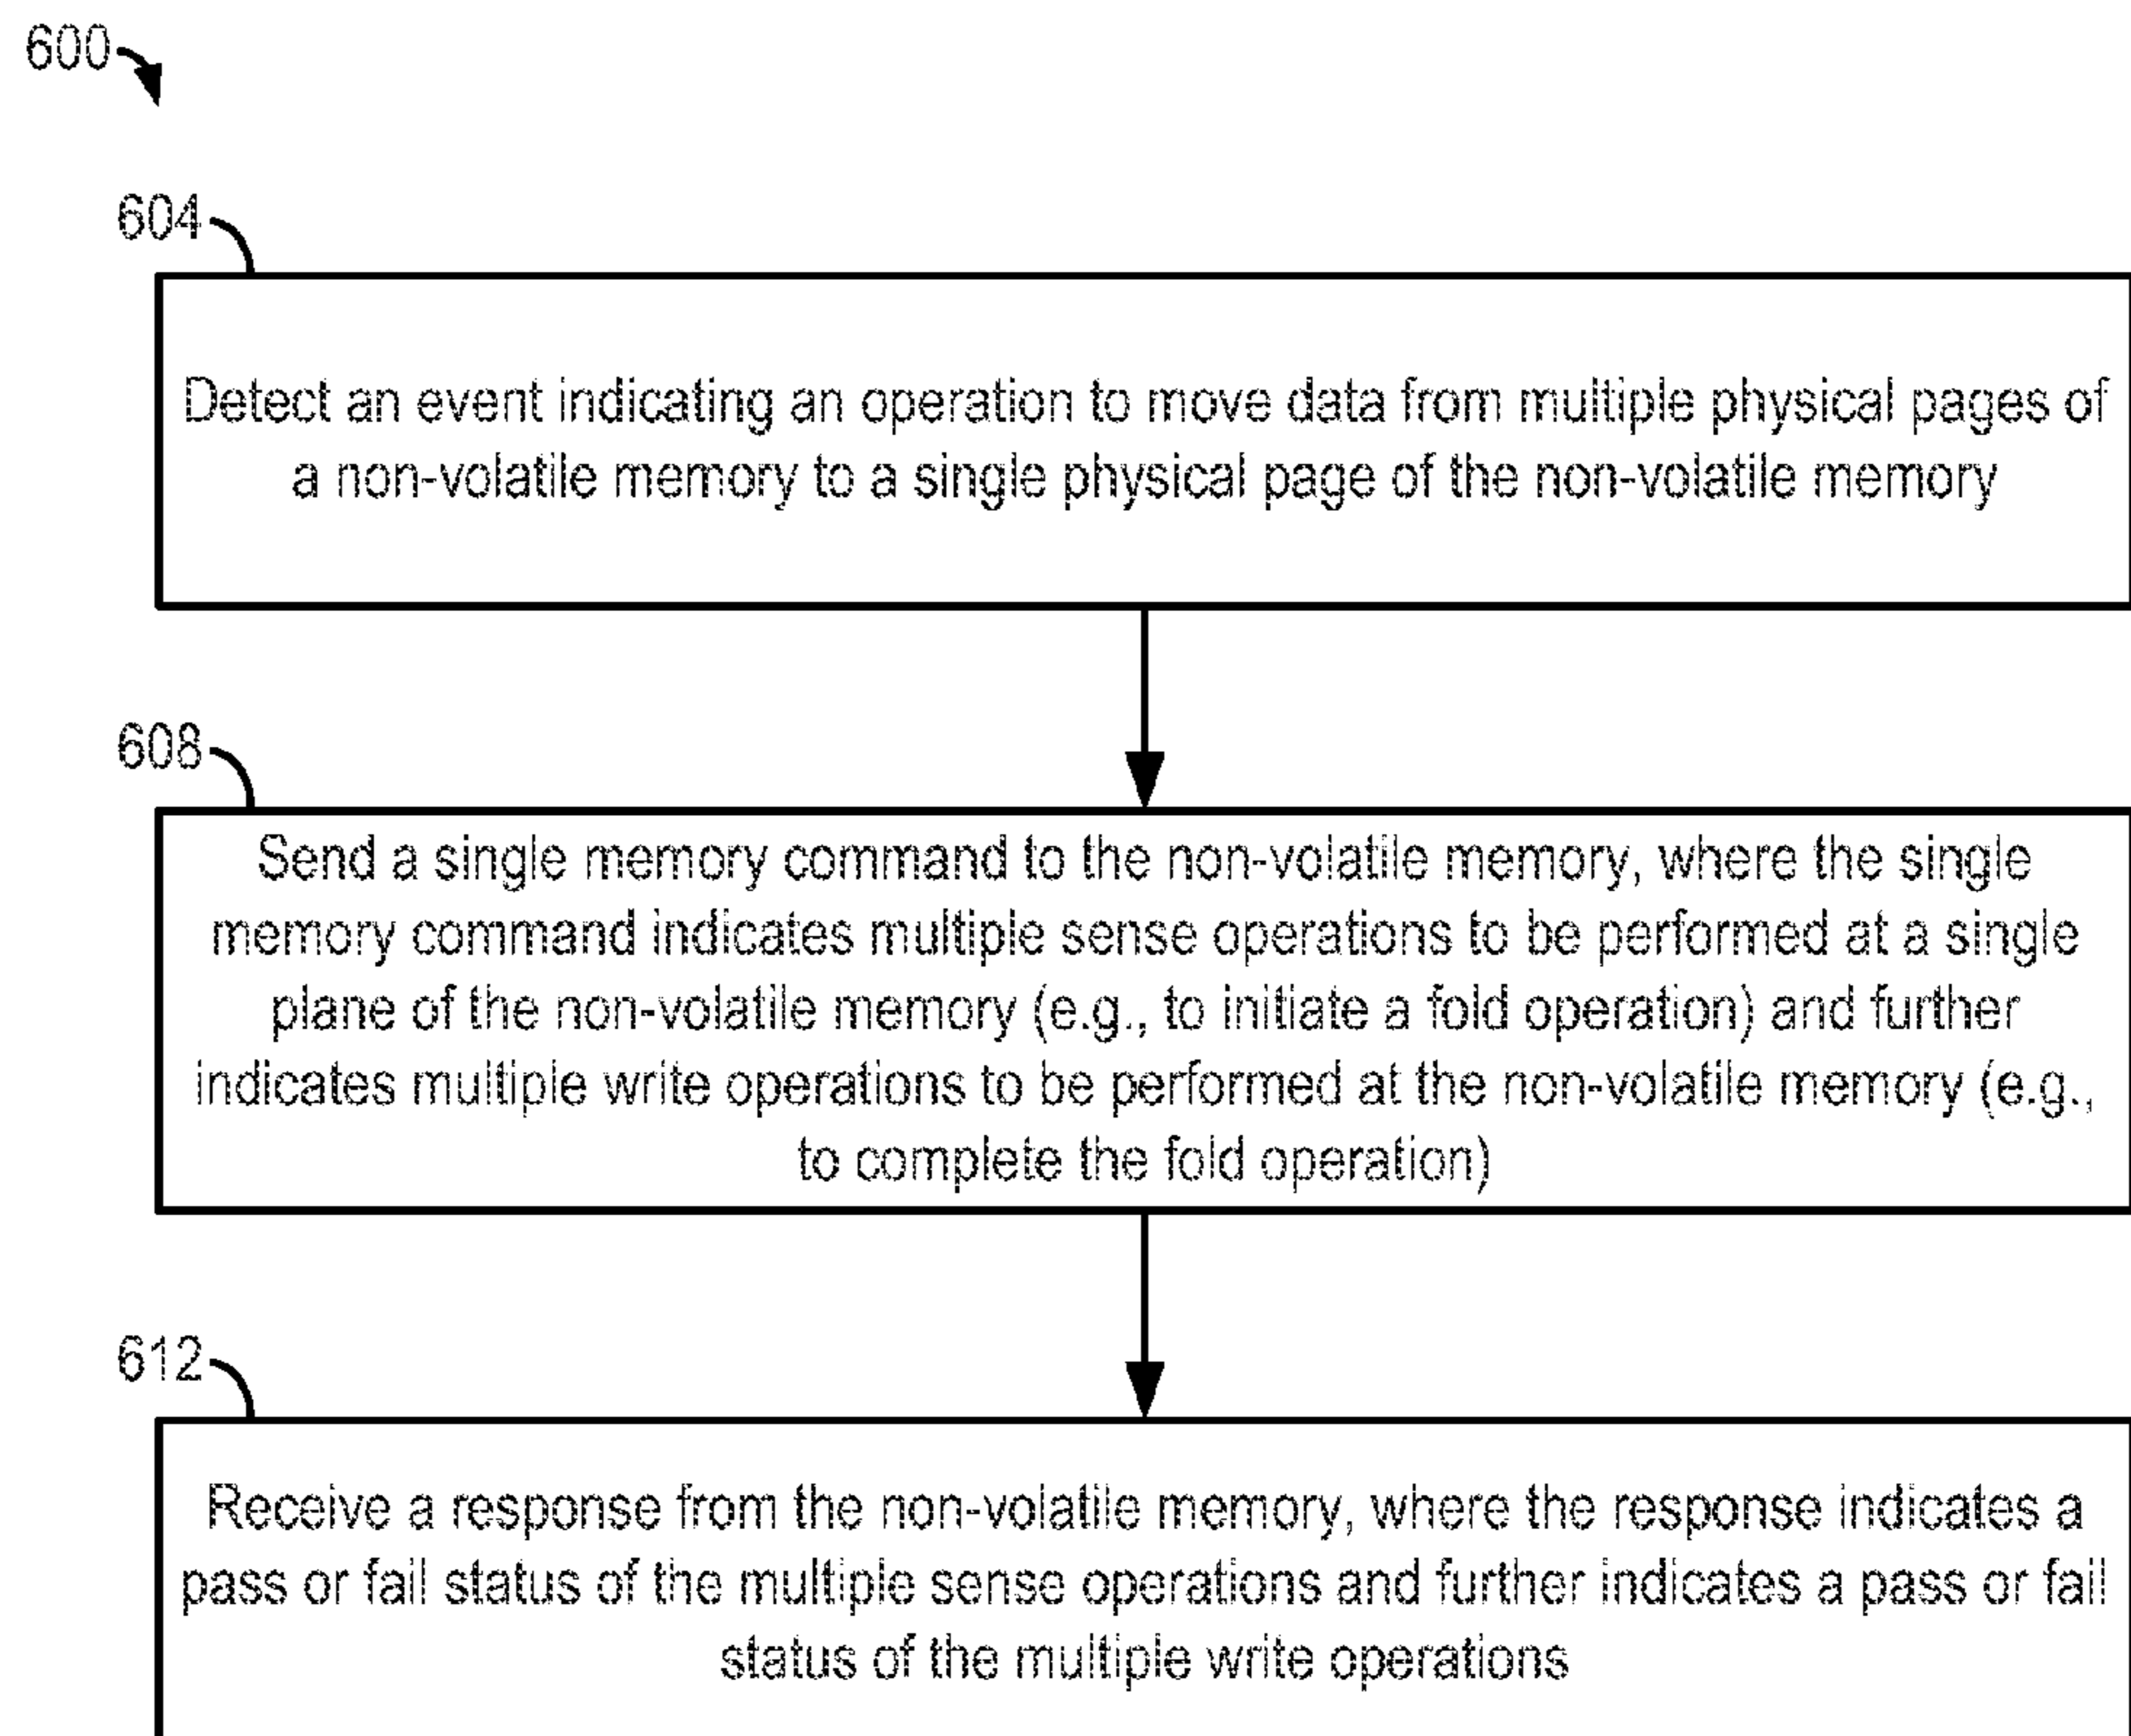 600
604
Detect an event indicating an operation to move data from multiple physical pages of
a non-volatile memory to a single physical page of the non-volatile memory
608
Send a single memory command to the non-volatile memory, where the single
memory command indicates multiple sense operations to be performed at a single
plane of the non-volatile memory (e.g., to initiate a fold operation) and further
indicates multiple write operations to be performed at the non-volatile memory (e.g.,
to complete the fold operation)
612
Receive a response from the non-volatile memory, where the response indicates a
pass or fail status of the multiple sense operations and further indicates a pass or fail
status of the multiple write operations